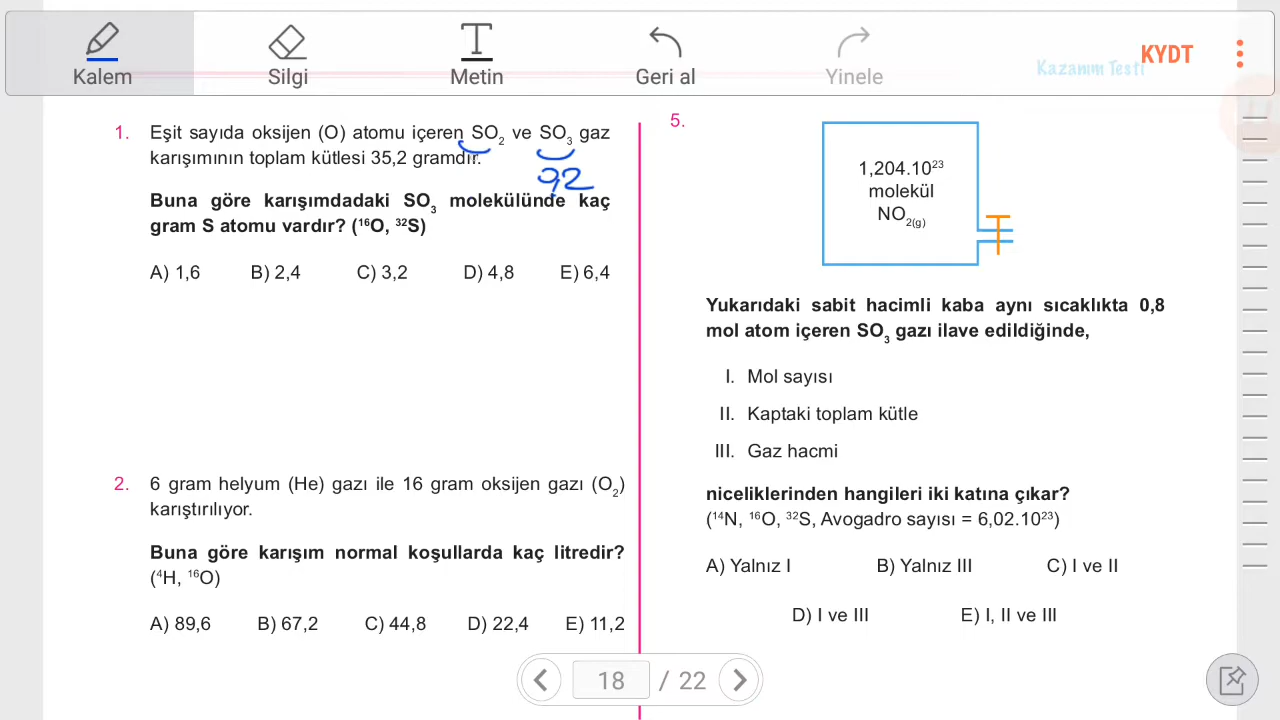 Kalem
Silgi
Metin
Geri al
Yinele
Kazanım Testi
KYDT
1. Eşit sayıda oksijen (O) atomu içeren SO₂ ve SO₃ gaz
karışımının toplam kütlesi 35,2 gramdır.
92
Buna göre karışımdadaki SO₃ molekülünde kaç
gram S atomu vardır? (¹⁶O, ³²S)
A) 1,6 B) 2,4 C) 3,2 D) 4,8 E) 6,4
2. 6 gram helyum (He) gazı ile 16 gram oksijen gazı (O₂)
karıştırılıyor.
Buna göre karışım normal koşullarda kaç litredir?
(⁴H, ¹⁶O)
A) 89,6 B) 67,2 C) 44,8 D) 22,4 E) 11,2
5.
1,204.10²³
molekül
NO₂(g)
Yukarıdaki sabit hacimli kaba aynı sıcaklıkta 0,8
mol atom içeren SO₃ gazı ilave edildiğinde,
I. Mol sayısı
II. Kaptaki toplam kütle
III. Gaz hacmi
niceliklerinden hangileri iki katına çıkar?
(¹⁴N, ¹⁶O, ³²S, Avogadro sayısı = 6,02.10²³)
A) Yalnız I B) Yalnız III C) I ve II
D) I ve III E) I, II ve III
18 / 22